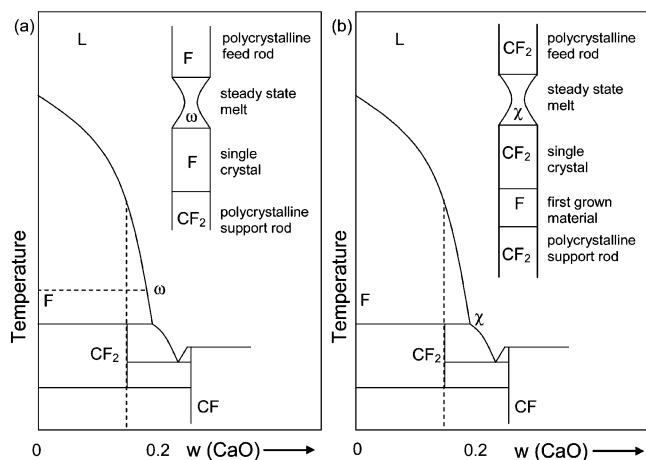 (a)
L
polycrystalline
feed rod
F
steady state
melt
ω
F
single
crystal
CF2
polycrystalline
support rod
Temperature
ω
F
CF2
CF
0
0.2
w (CaO)
(b)
L
CF2
polycrystalline
feed rod
steady state
melt
χ
CF2
single
crystal
F
first grown
material
CF2
polycrystalline
support rod
Temperature
F
χ
CF2
CF
0
0.2
w (CaO)